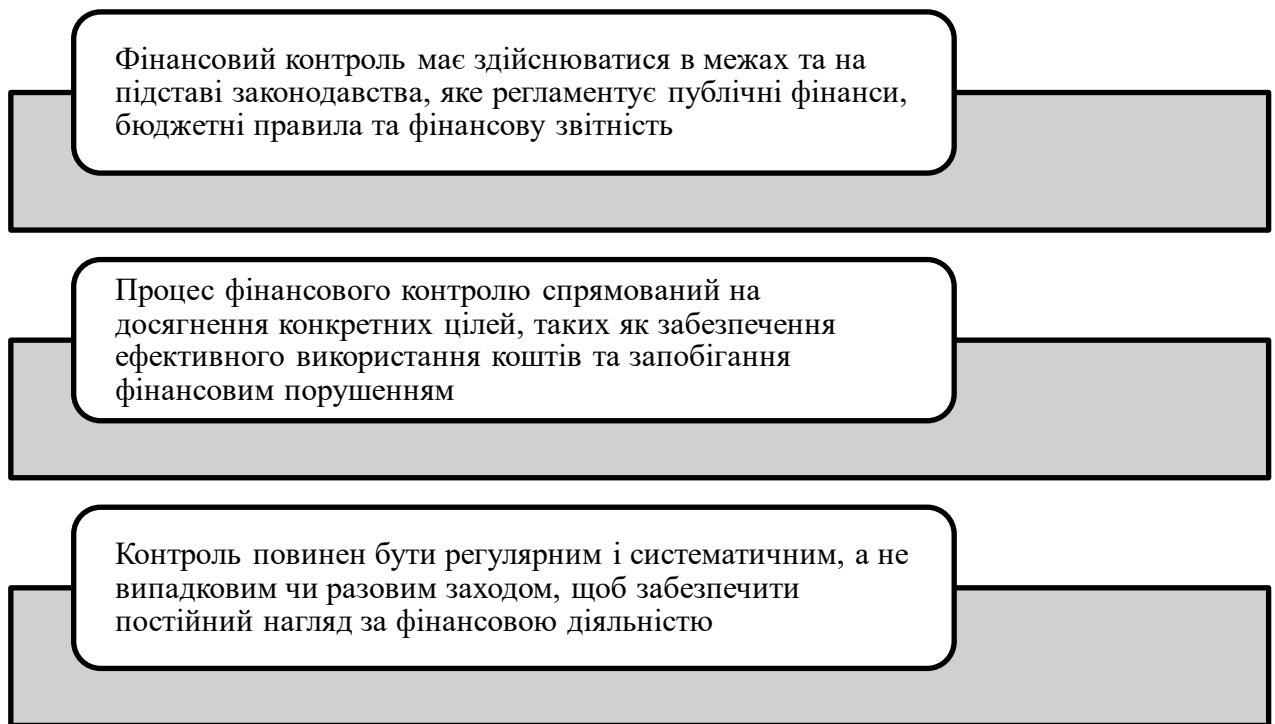 Фінансовий контроль має здійснюватися в межах та на
підставі законодавства, яке регламентує публічні фінанси,
бюджетні правила та фінансову звітність
Процес фінансового контролю спрямований на
досягнення конкретних цілей, таких як забезпечення
ефективного використання коштів та запобігання
фінансовим порушенням
Контроль повинен бути регулярним і систематичним, а не
випадковим чи разовим заходом, щоб забезпечити
постійний нагляд за фінансовою діяльністю